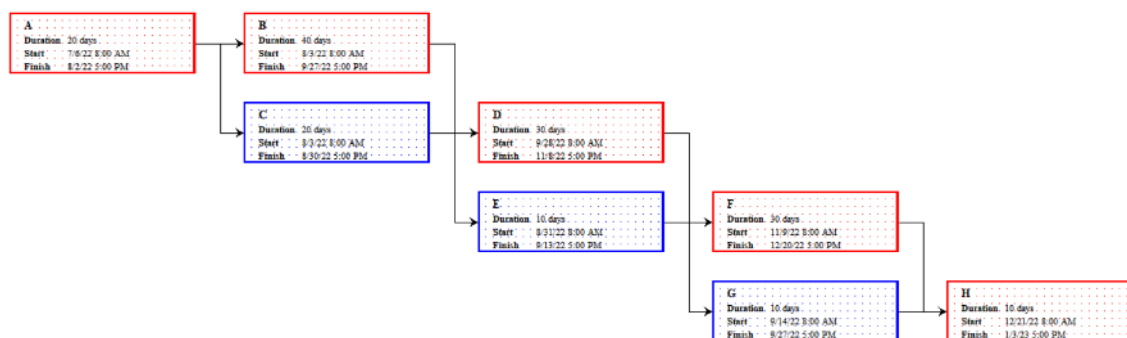 A
Duration 20 days
Start 7/6/22 8:00 AM
Finish 8/2/22 5:00 PM
B
Duration 40 days
Start 8/3/22 8:00 AM
Finish 9/27/22 5:00 PM
C
Duration 20 days
Start 8/3/22 8:00 AM
Finish 8/30/22 5:00 PM
D
Duration 30 days
Start 9/28/22 8:00 AM
Finish 11/8/22 5:00 PM
E
Duration 10 days
Start 8/31/22 8:00 AM
Finish 9/13/22 5:00 PM
F
Duration 30 days
Start 11/9/22 8:00 AM
Finish 12/20/22 5:00 PM
G
Duration 10 days
Start 9/14/22 8:00 AM
Finish 9/27/22 5:00 PM
H
Duration 10 days
Start 12/21/22 8:00 AM
Finish 1/3/23 5:00 PM